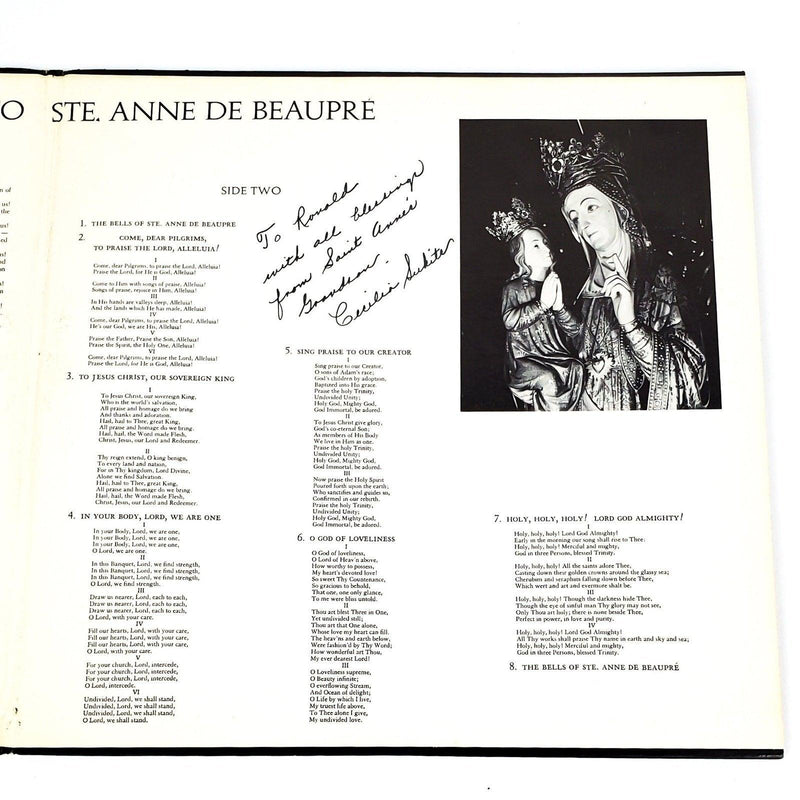 O STE. ANNE DE BEAUPRÉ
SIDE TWO
To Ronald
with all blessings
from Saint Anne's
Grandson.
Cecilia
1. THE BELLS OF STE. ANNE DE BEAUPRE
2. COME, DEAR PILGRIMS,
TO PRAISE THE LORD, ALLELUIA!
I
Come, dear Pilgrims, to praise the Lord, Alleluia!
Praise the Lord, for He is God, Alleluia!
II
Come to Him with songs of praise, Alleluia!
Songs of praise, rejoice in Him, Alleluia!
III
In His hands are valleys deep, Alleluia!
And the lands which He has made, Alleluia!
IV
Come, dear Pilgrims, to praise the Lord, Alleluia!
He's our God, we are His, Alleluia!
V
Praise the Father, Praise the Son, Alleluia!
Praise the Spirit, the Holy One, Alleluia!
VI
Come, dear Pilgrims, to praise the Lord, Alleluia!
Praise the Lord, for He is God, Alleluia!
3. TO JESUS CHRIST, OUR SOVEREIGN KING
I
To Jesus Christ, our sovereign King,
Who is the world's salvation,
All praise and homage do we bring
And thanks and adoration.
Hail, hail to Thee, great King,
All praise and homage do we bring.
Hail, hail, the Word made Flesh,
Christ, Jesus, our Lord and Redeemer.
II
Thy reign extend, O king benign,
To every land and nation,
For in Thy kingdom, Lord Divine,
Alone we find Salvation.
Hail, hail to Thee, great King,
All praise and homage do we bring.
Hail, hail, the Word made Flesh,
Christ, Jesus, our Lord and Redeemer.
4. IN YOUR BODY, LORD, WE ARE ONE
I
In your Body, Lord, we are one,
In your Body, Lord, we are one,
In your Body, Lord, we are one,
O Lord, we are one.
II
In this Banquet, Lord, we find strength,
In this Banquet, Lord, we find strength,
In this Banquet, Lord, we find strength,
O Lord, we find strength.
III
Draw us nearer, Lord, each to each,
Draw us nearer, Lord, each to each,
Draw us nearer, Lord, each to each,
O Lord, each to each.
IV
Fill our hearts, Lord, with your care,
Fill our hearts, Lord, with your care,
Fill our hearts, Lord, with your care,
O Lord, with your care.
V
For your church, Lord, intercede,
For your church, Lord, intercede,
For your church, Lord, intercede,
O Lord, intercede.
VI
Undivided, Lord, we shall stand,
Undivided, Lord, we shall stand,
Undivided, Lord, we shall stand,
O Lord, we shall stand.
5. SING PRAISE TO OUR CREATOR
I
Sing praise to our Creator,
O sons of Adam's race;
God's children by adoption,
Baptized into His grace.
Praise the holy Trinity,
Undivided Unity;
Holy God, Mighty God,
God Immortal, be adored.
II
To Jesus Christ give glory,
God's co-eternal Son;
As members of His Body
We live in Him as one.
Praise the holy Trinity,
Undivided Unity;
Holy God, Mighty God,
God Immortal, be adored.
III
Now praise the Holy Spirit
Poured forth upon the earth;
Who sanctifies and guides us,
Confirmed in our rebirth.
Praise the holy Trinity,
Undivided Unity;
Holy God, Mighty God,
God Immortal, be adored.
6. O GOD OF LOVELINESS
I
O God of loveliness,
O Lord of Heav'n above,
How worthy to possess,
My heart's devoted love!
So sweet Thy Countenance,
So gracious to behold,
That one, one only glance,
To me were bliss untold.
II
Thou art blest Three in One,
Yet undivided still;
Thou art that One alone,
Whose love my heart can fill.
The heav'ns and earth below,
Were fashion'd by Thy Word;
How wonderful art Thou,
My ever dearest Lord!
III
O Loveliness supreme,
O Beauty infinite;
O everflowing Stream,
And Ocean of delight;
O Life by which I live,
My truest life above,
To Thee alone I give,
My undivided love.
7. HOLY, HOLY, HOLY! LORD GOD ALMIGHTY!
I
Holy, holy, holy! Lord God Almighty!
Early in the morning our song shall rise to Thee:
Holy, holy, holy! Merciful and mighty,
God in three Persons, blessed Trinity.
II
Holy, holy, holy! All the saints adore Thee,
Casting down their golden crowns around the glassy sea;
Cherubim and seraphim falling down before Thee,
Which wert and art and evermore shalt be.
III
Holy, holy, holy! Though the darkness hide Thee,
Though the eye of sinful man Thy glory may not see,
Only Thou art holy; there is none beside Thee,
Perfect in power, in love and purity.
IV
Holy, holy, holy! Lord God Almighty!
All Thy works shall praise Thy name in earth and sky and sea;
Holy, holy, holy! Merciful and mighty,
God in three Persons, blessed Trinity.
8. THE BELLS OF STE. ANNE DE BEAUPRÉ